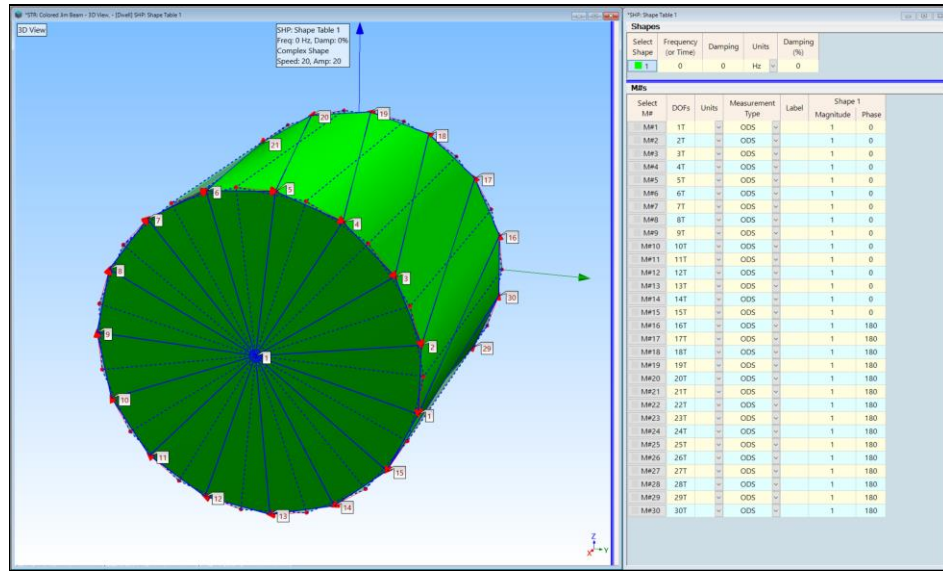 *STR: Colored Jim Beam - 3D View, - [Dwell] SHP: Shape Table 1
3D View
SHP: Shape Table 1
Freq: 0 Hz, Damp: 0%
Complex Shape
Speed: 20, Amp: 20
20
19
21
18
17
6
5
7
4
16
8
3
30
9
2
29
1
10
1
11
15
12
14
13
Z
Y
X
*SHP: Shape Table 1
Shapes
Select Shape Frequency (or Time) Damping Units Damping (%)
1 0 0 Hz 0
M#s
Select M# DOFs Units Measurement Type Label Shape 1
Magnitude Phase
M#1 1T ODS 1 0
M#2 2T ODS 1 0
M#3 3T ODS 1 0
M#4 4T ODS 1 0
M#5 5T ODS 1 0
M#6 6T ODS 1 0
M#7 7T ODS 1 0
M#8 8T ODS 1 0
M#9 9T ODS 1 0
M#10 10T ODS 1 0
M#11 11T ODS 1 0
M#12 12T ODS 1 0
M#13 13T ODS 1 0
M#14 14T ODS 1 0
M#15 15T ODS 1 0
M#16 16T ODS 1 180
M#17 17T ODS 1 180
M#18 18T ODS 1 180
M#19 19T ODS 1 180
M#20 20T ODS 1 180
M#21 21T ODS 1 180
M#22 22T ODS 1 180
M#23 23T ODS 1 180
M#24 24T ODS 1 180
M#25 25T ODS 1 180
M#26 26T ODS 1 180
M#27 27T ODS 1 180
M#28 28T ODS 1 180
M#29 29T ODS 1 180
M#30 30T ODS 1 180